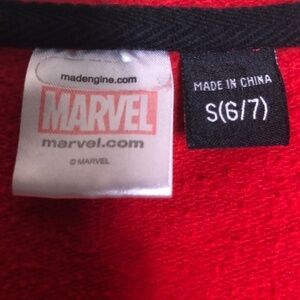 madengine.com
MARVEL
marvel.com
© MARVEL
MADE IN CHINA
S(6/7)